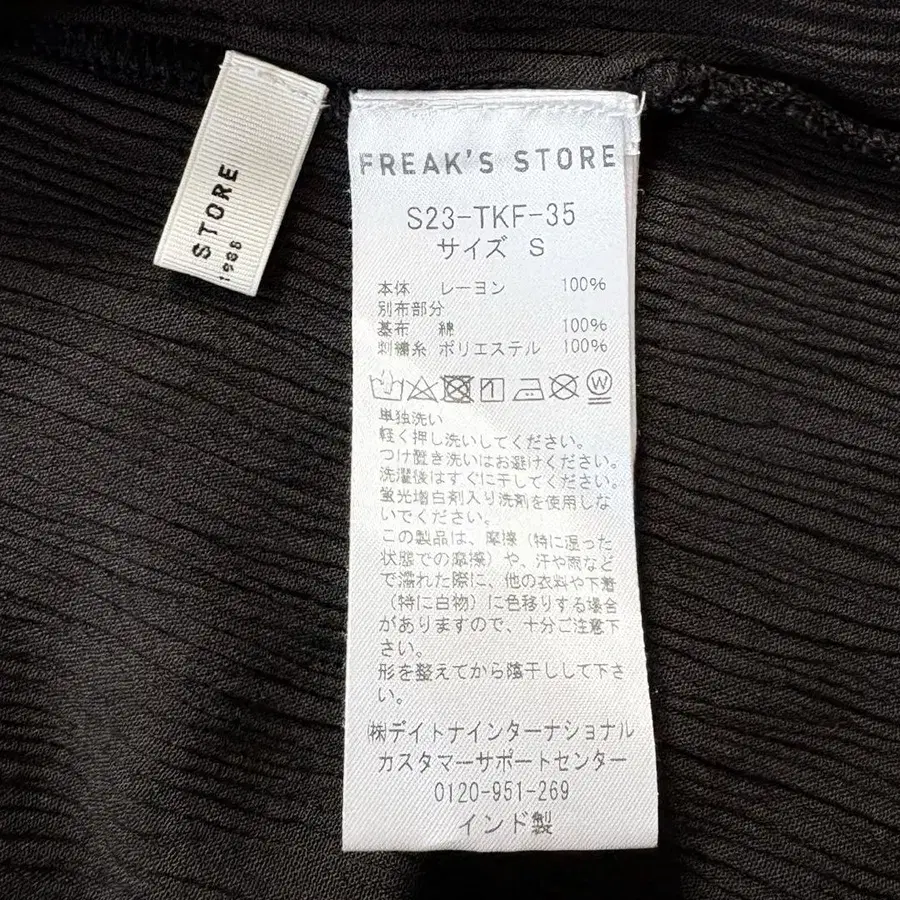 STORE
1986
FREAK'S STORE
S23-TKF-35
サイズ S
本体 レーヨン 100%
別布部分
基布 綿 100%
刺繍糸 ポリエステル 100%
1 W
単独洗い
軽く押し洗いしてください。
つけ置き洗いはお避けください。
洗濯後はすぐに干してください。
蛍光増白剤入り洗剤を使用しな
いでください。
この製品は、摩擦（特に湿った
状態での摩擦）や、汗や雨など
で濡れた際に、他の衣料や下着
（特に白物）に色移りする場合
がありますので、十分ご注意下
さい。
形を整えてから陰干しして下さ
い。
㈱デイトナインターナショナル
カスタマーサポートセンター
0120-951-269
インド製